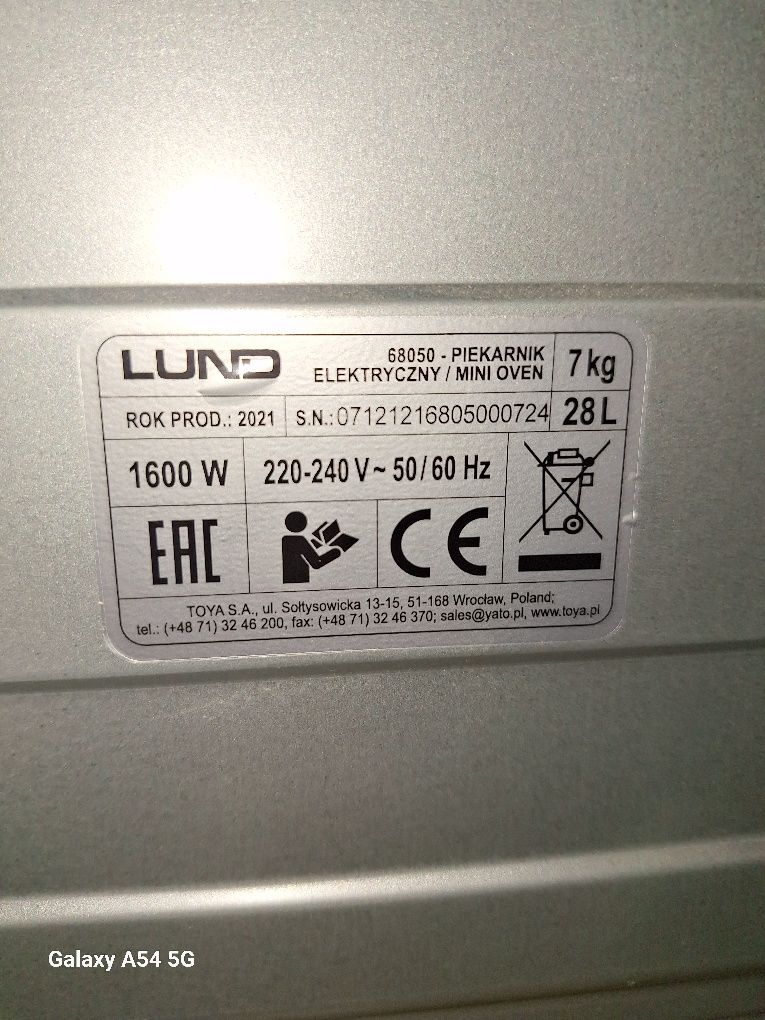 LUND
68050 - PIEKARNIK
ELEKTRYCZNY / MINI OVEN
7 kg
ROK PROD.: 2021
S.N.: 07121216805000724
28 L
1600 W
220-240 V ~ 50/60 Hz
EAC
CE
TOYA S.A., ul. Sołtysowicka 13-15, 51-168 Wrocław, Poland;
tel.: (+48 71) 32 46 200, fax: (+48 71) 32 46 370; sales@yato.pl, www.toya.pl
Galaxy A54 5G